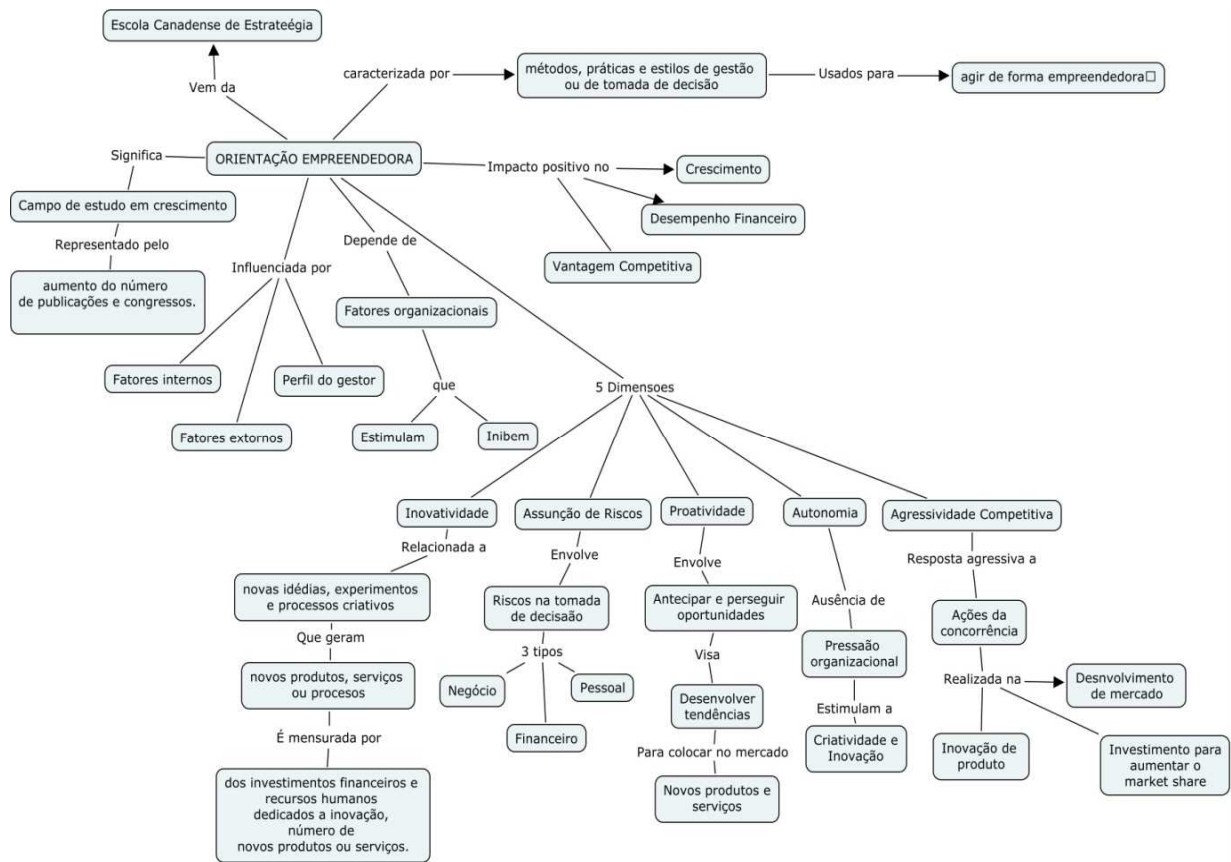 Escola Canadense de Estrateégia
Vem da
caracterizada por
métodos, práticas e estilos de gestão
ou de tomada de decisão
Usados para
agir de forma empreendedora□
ORIENTAÇÃO EMPREENDEDORA
Significa
Campo de estudo em crescimento
Representado pelo
aumento do número
de publicações e congressos.
Impacto positivo no
Crescimento
Desempenho Financeiro
Vantagem Competitiva
Influenciada por
Fatores internos
Fatores extornos
Perfil do gestor
Depende de
Fatores organizacionais
que
Estimulam
Inibem
5 Dimensoes
Inovatividade
Relacionada a
novas idédias, experimentos
e processos criativos
Que geram
novos produtos, serviços
ou procesos
É mensurada por
dos investimentos financeiros e
recursos humanos
dedicados a inovação,
número de
novos produtos ou serviços.
Assunção de Riscos
Envolve
Riscos na tomada
de decisaão
3 tipos
Negócio
Financeiro
Pessoal
Proatividade
Envolve
Antecipar e perseguir
oportunidades
Visa
Desenvolver
tendências
Para colocar no mercado
Novos produtos e
serviços
Autonomia
Ausência de
Pressaão
organizacional
Estimulam a
Criatividade e
Inovação
Agressividade Competitiva
Resposta agressiva a
Ações da
concorrência
Realizada na
Desnvolvimento
de mercado
Inovação de
produto
Investimento para
aumentar o
market share